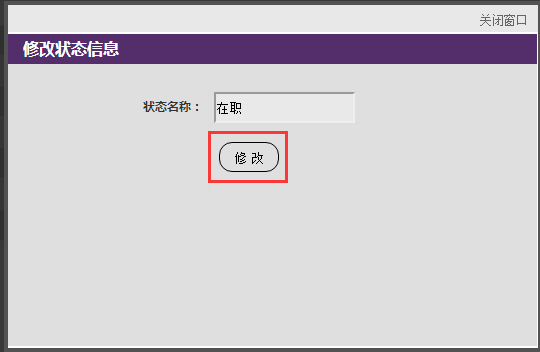 关闭窗口
修改状态信息
状态名称： 在职
修 改